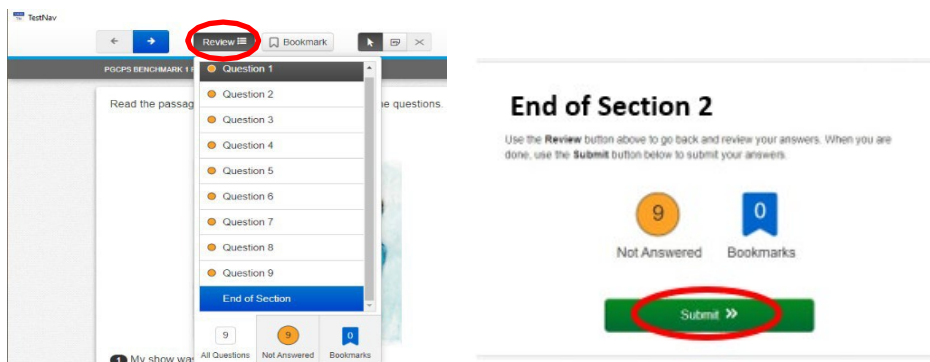 TestNav
Review
Bookmark
PGCPS BENCHMARK 1
Question 1
Read the passag
e questions.
Question 2
Question 3
Question 4
Question 5
Question 6
Question 7
Question 8
Question 9
End of Section
9
9
0
All Questions
Not Answered
Bookmarks
1 My show was
End of Section 2
Use the Review button above to go back and review your answers. When you are
done, use the Submit button below to submit your answers.
9
0
Not Answered
Bookmarks
Submit »